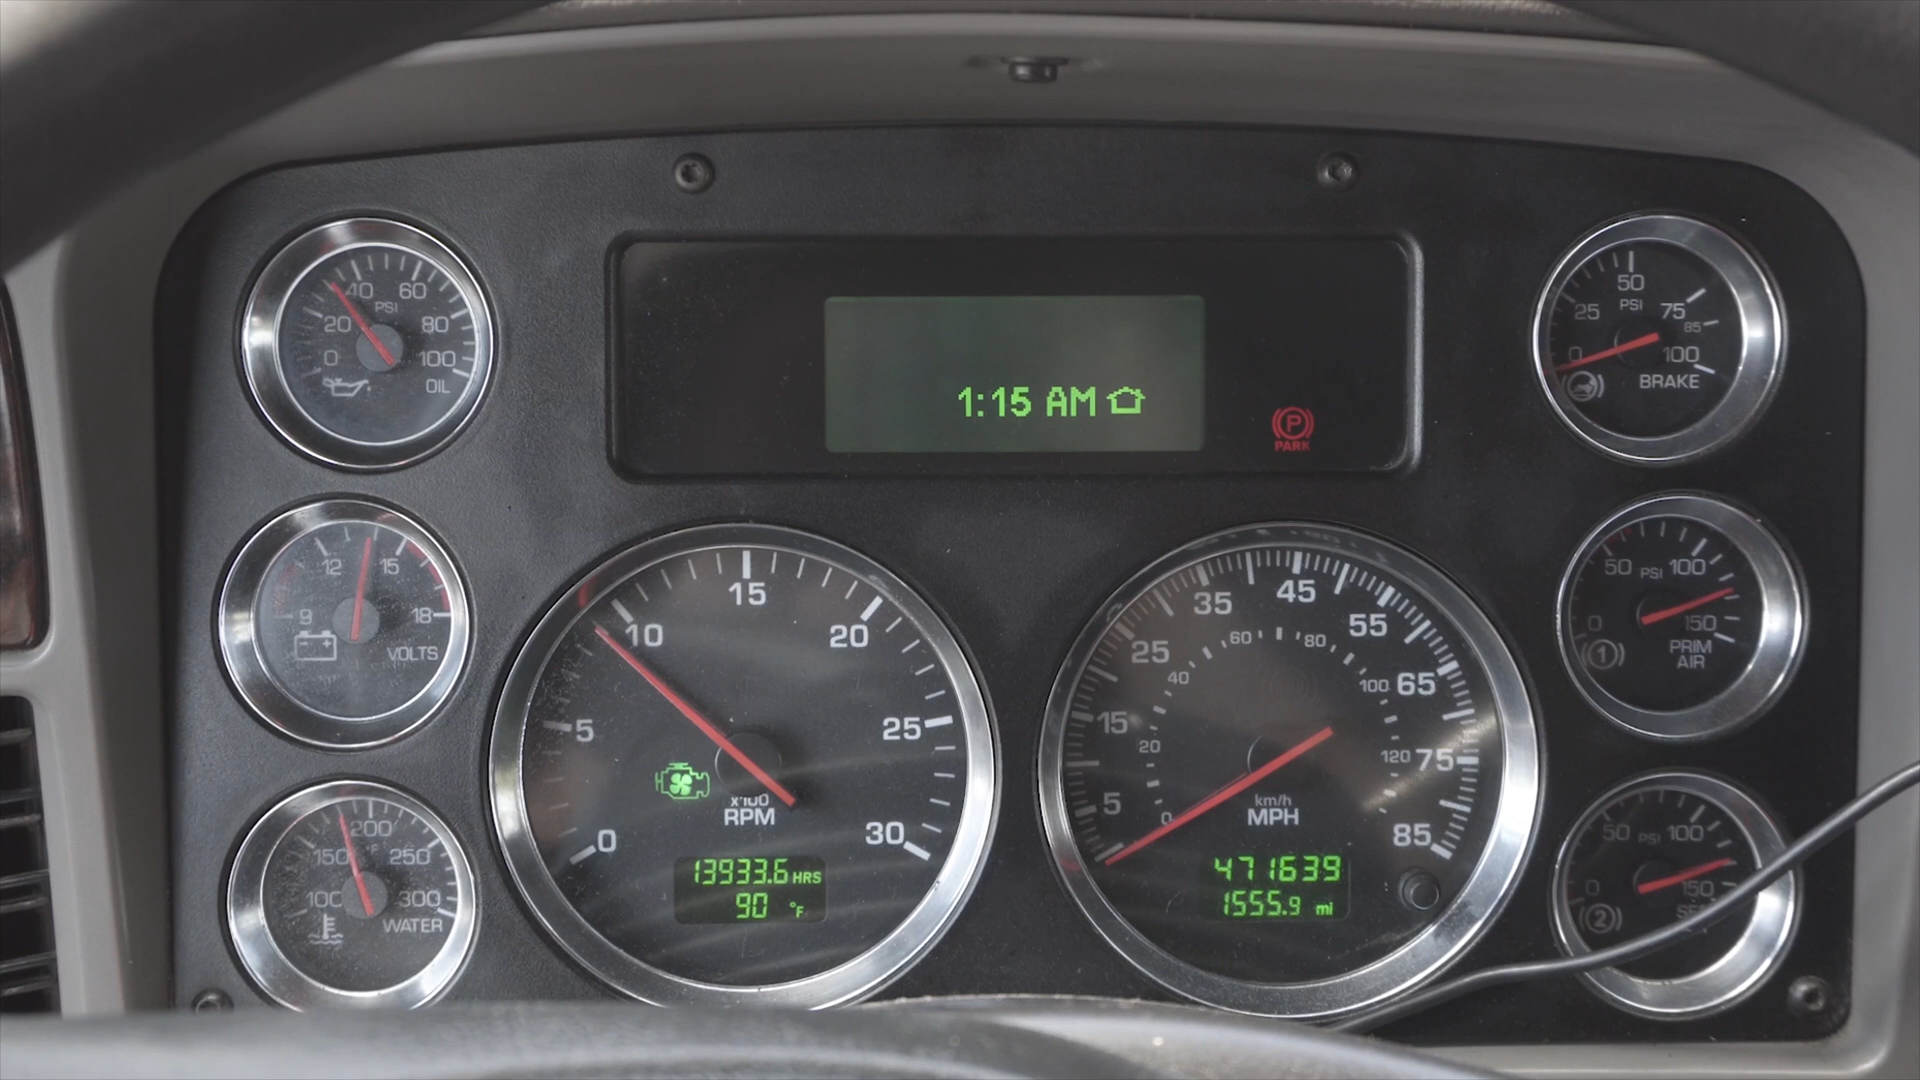 40 60
PSI
20 80
0 100
OIL
1:15 AM
P
PARK
50
PSI
25 75
85
0 100
BRAKE
12 15
9 18
VOLTS
15
10 20
5 25
x100
RPM
0 30
13933.6 HRS
90 °F
45
35 55
60 80
25 65
40 100
15
20 120 75
5 0
km/h
MPH
85
471639
1555.9 mi
50 PSI 100
0 150
1
PRIM
AIR
200
150 °F 250
100 300
WATER
50 PSI 100
0 150
2